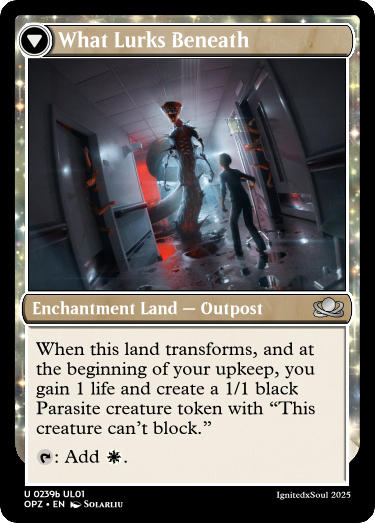 What Lurks Beneath
Enchantment Land — Outpost
When this land transforms, and at
the beginning of your upkeep, you
gain 1 life and create a 1/1 black
Parasite creature token with “This
creature can’t block.”
: Add .
U 0239b UL01
OPZ • EN Solarliu
IgnitedxSoul 2025